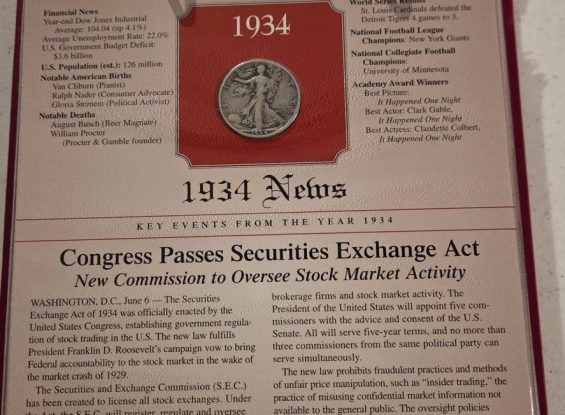 Financial News
Year-end Dow Jones Industrial
Average: 104.04 (up 4.1%)
Average Unemployment Rate: 22.0%
U.S. Government Budget Deficit:
$3.6 billion
U.S. Population (est.): 126 million
Notable American Births
Van Cliburn (Pianist)
Ralph Nader (Consumer Advocate)
Gloria Steinem (Political Activist)
Notable Deaths
August Busch (Beer Magnate)
William Procter
(Procter & Gamble founder)
1934
1934
World Series Results
St. Louis Cardinals defeated the
Detroit Tigers 4 games to 3.
National Football League
Champions: New York Giants
National Collegiate Football
Champions:
University of Minnesota
Academy Award Winners
Best Picture:
It Happened One Night
Best Actor: Clark Gable,
It Happened One Night
Best Actress: Claudette Colbert,
It Happened One Night
1934 News
KEY EVENTS FROM THE YEAR 1934
Congress Passes Securities Exchange Act
New Commission to Oversee Stock Market Activity
WASHINGTON, D.C., June 6 — The Securities
Exchange Act of 1934 was officially enacted by the
United States Congress, establishing government regula-
tion of stock trading in the U.S. The new law fulfills
President Franklin D. Roosevelt's campaign vow to bring
Federal accountability to the stock market in the wake of
the market crash of 1929.
The Securities and Exchange Commission (S.E.C.)
has been created to license all stock exchanges. Under
the Act, the S.E.C. will register, regulate and oversee
brokerage firms and stock market activity. The
President of the United States will appoint five com-
missioners with the advice and consent of the U.S.
Senate. All will serve five-year terms, and no more than
three commissioners from the same political party can
serve simultaneously.
The new law prohibits fraudulent practices and methods
of unfair price manipulation, such as "insider trading," the
practice of misusing confidential market information not
available to the general public. The oversight policies